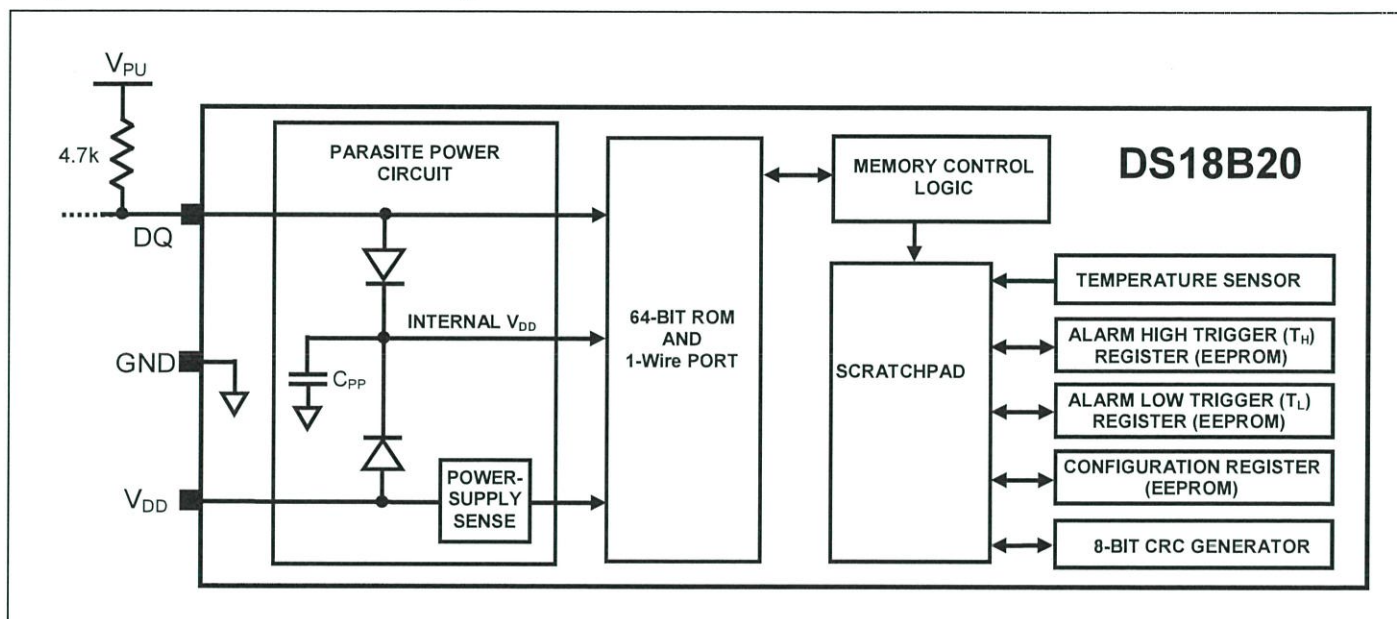 V_PU
4.7k
DQ
GND
V_DD
PARASITE POWER
CIRCUIT
INTERNAL V_DD
C_PP
POWER-
SUPPLY
SENSE
64-BIT ROM
AND
1-Wire PORT
MEMORY CONTROL
LOGIC
DS18B20
SCRATCHPAD
TEMPERATURE SENSOR
ALARM HIGH TRIGGER (T_H)
REGISTER (EEPROM)
ALARM LOW TRIGGER (T_L)
REGISTER (EEPROM)
CONFIGURATION REGISTER
(EEPROM)
8-BIT CRC GENERATOR